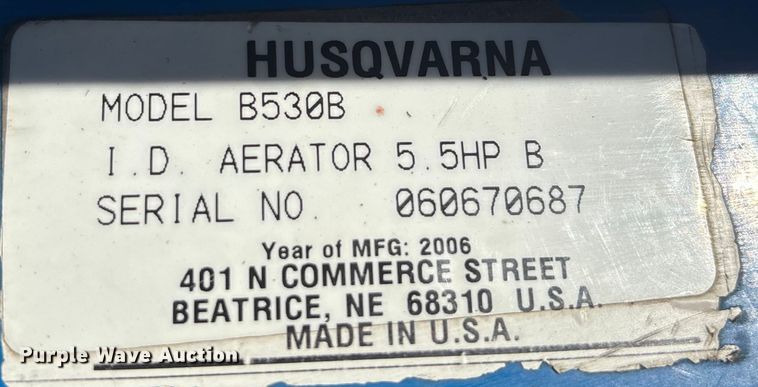 HUSQVARNA
MODEL B530B
I.D. AERATOR 5.5HP B
SERIAL NO. 060670687
Year of MFG: 2006
401 N COMMERCE STREET
BEATRICE, NE 68310 U.S.A.
MADE IN U.S.A.
Purple Wave Auction